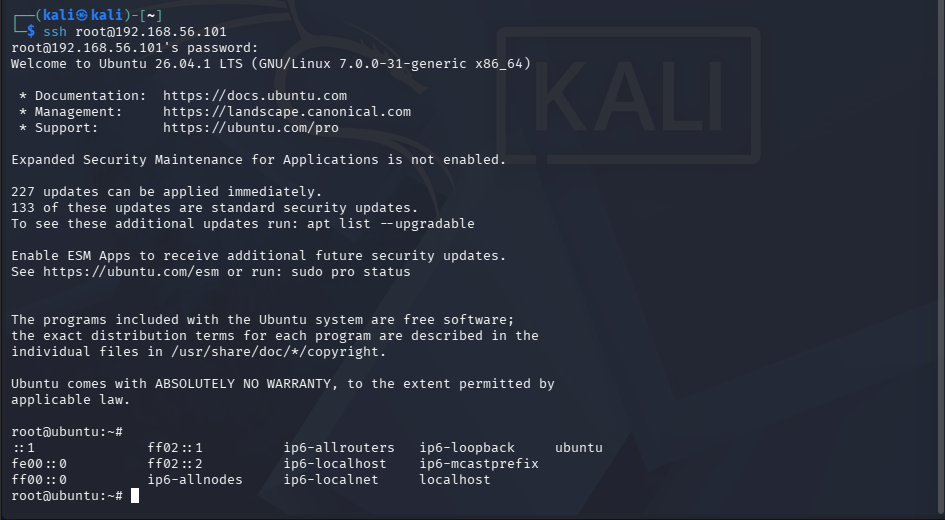 ┌──(kali㉿kali)-[~]
└─$ ssh root@192.168.56.101
root@192.168.56.101's password:
Welcome to Ubuntu 26.04.1 LTS (GNU/Linux 7.0.0-31-generic x86_64)
* Documentation:  https://docs.ubuntu.com
* Management:     https://landscape.canonical.com
* Support:        https://ubuntu.com/pro
Expanded Security Maintenance for Applications is not enabled.
227 updates can be applied immediately.
133 of these updates are standard security updates.
To see these additional updates run: apt list --upgradable
Enable ESM Apps to receive additional future security updates.
See https://ubuntu.com/esm or run: sudo pro status
The programs included with the Ubuntu system are free software;
the exact distribution terms for each program are described in the
individual files in /usr/share/doc/*/copyright.
Ubuntu comes with ABSOLUTELY NO WARRANTY, to the extent permitted by
applicable law.
root@ubuntu:~#
::1              ff02::1          ip6-allrouters   ip6-loopback     ubuntu
fe00::0          ff02::2          ip6-localhost    ip6-mcastprefix
ff00::0          ip6-allnodes     ip6-localnet     localhost
root@ubuntu:~#
KALI